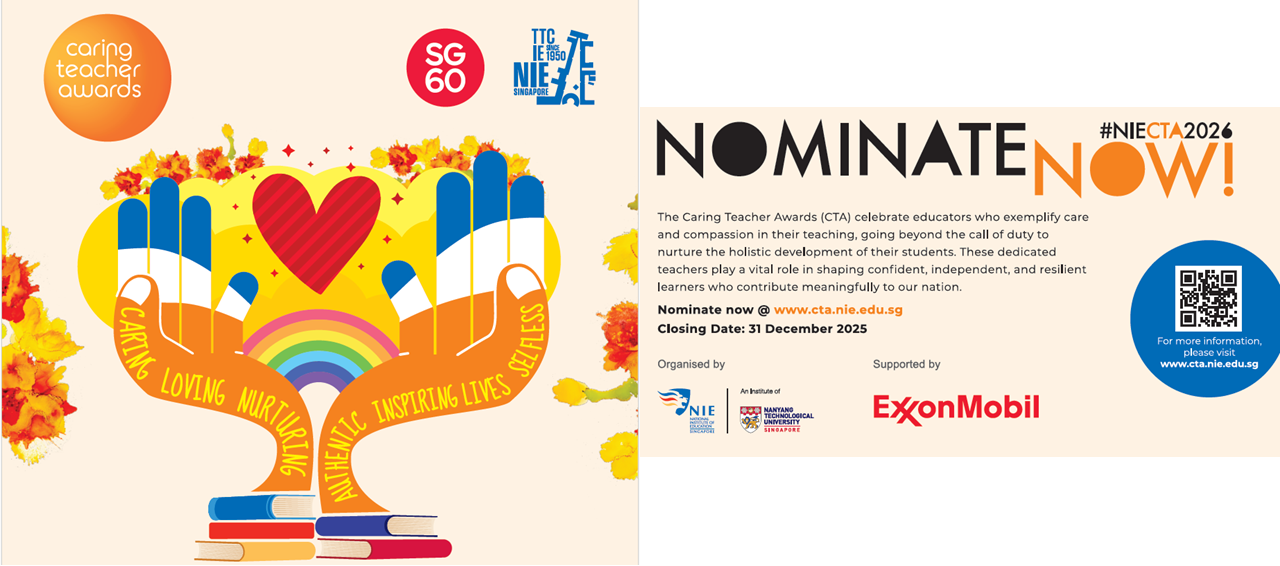 caring
teacher
awards
SG
60
TTC
IE SINCE 1950
NIE
SINGAPORE
CARING LOVING NURTURING
AUTHENTIC INSPIRING LIVES SELFLESS
NOMINATE
NOW!
#NIECTA2026
The Caring Teacher Awards (CTA) celebrate educators who exemplify care
and compassion in their teaching, going beyond the call of duty to
nurture the holistic development of their students. These dedicated
teachers play a vital role in shaping confident, independent, and resilient
learners who contribute meaningfully to our nation.
Nominate now @ www.cta.nie.edu.sg
Closing Date: 31 December 2025
For more information,
please visit
www.cta.nie.edu.sg
Organised by
NIE
NATIONAL
INSTITUTE OF
EDUCATION
SINGAPORE
An Institute of
NANYANG
TECHNOLOGICAL
UNIVERSITY
SINGAPORE
Supported by
ExxonMobil